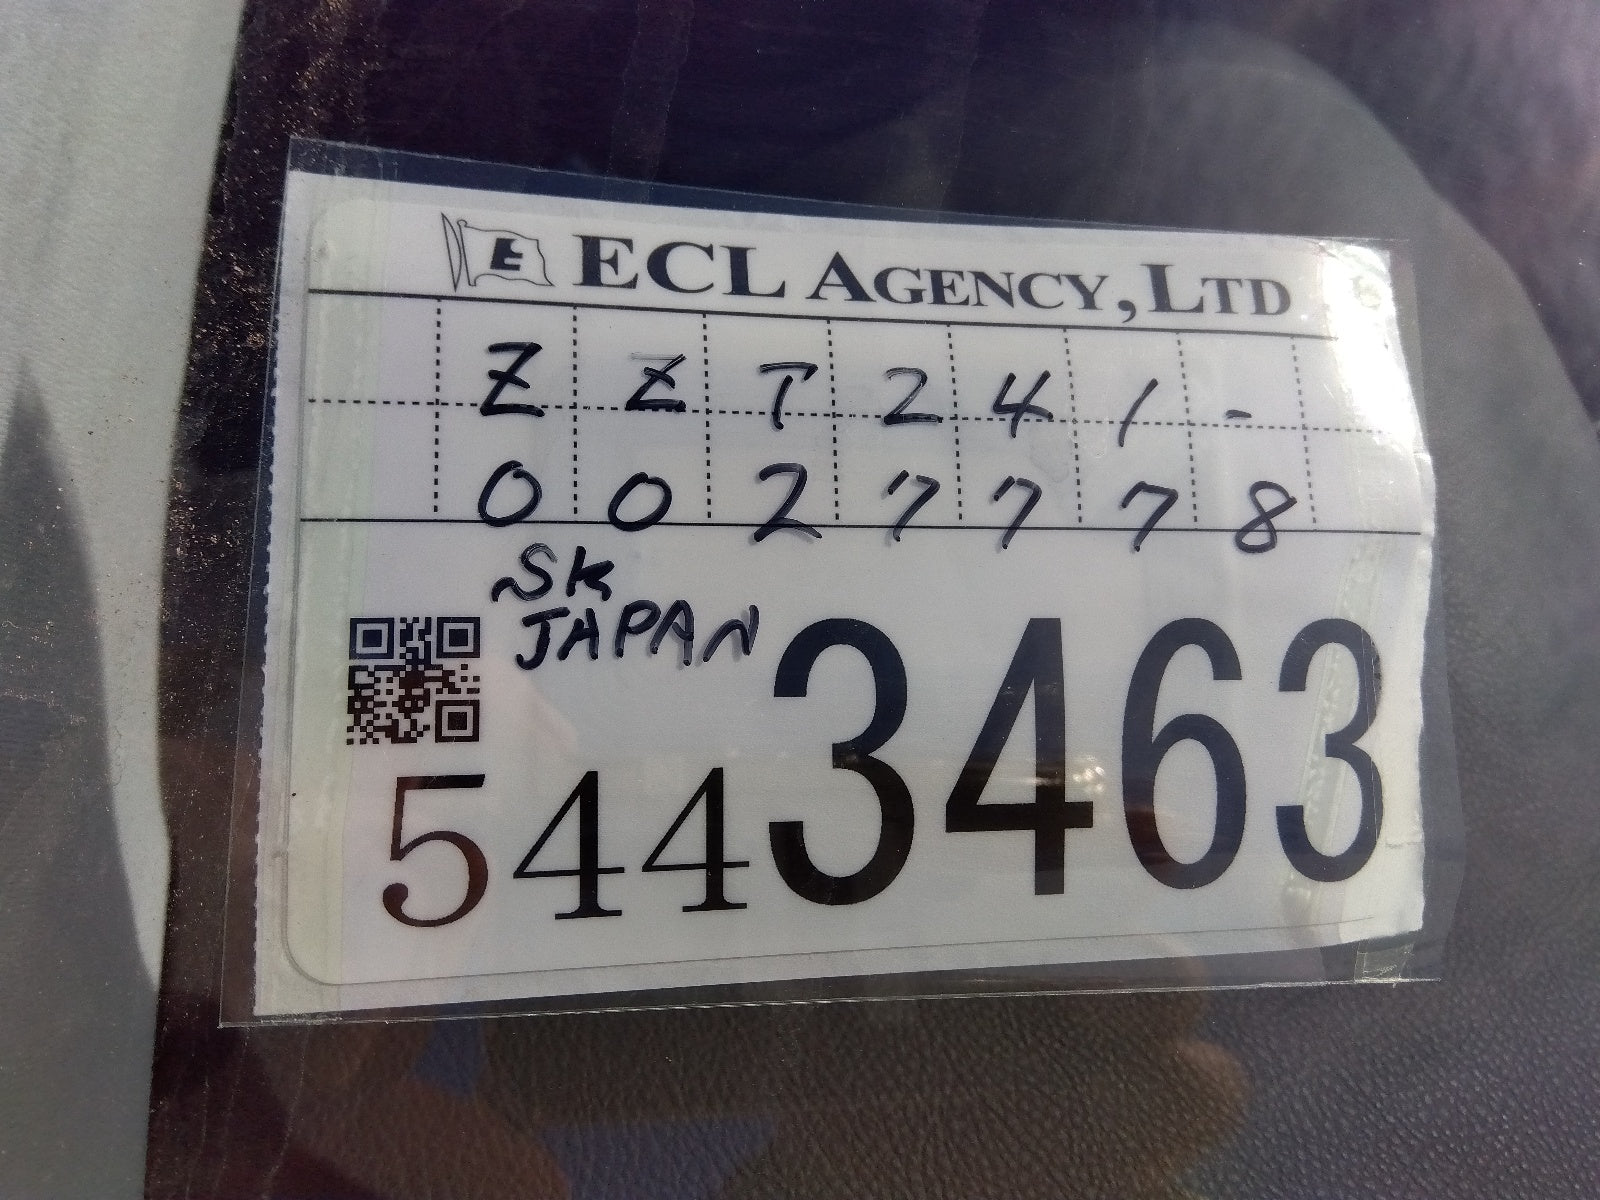 E ECL AGENCY, LTD
ZZT241-
0027778
SK
JAPAN
5443463